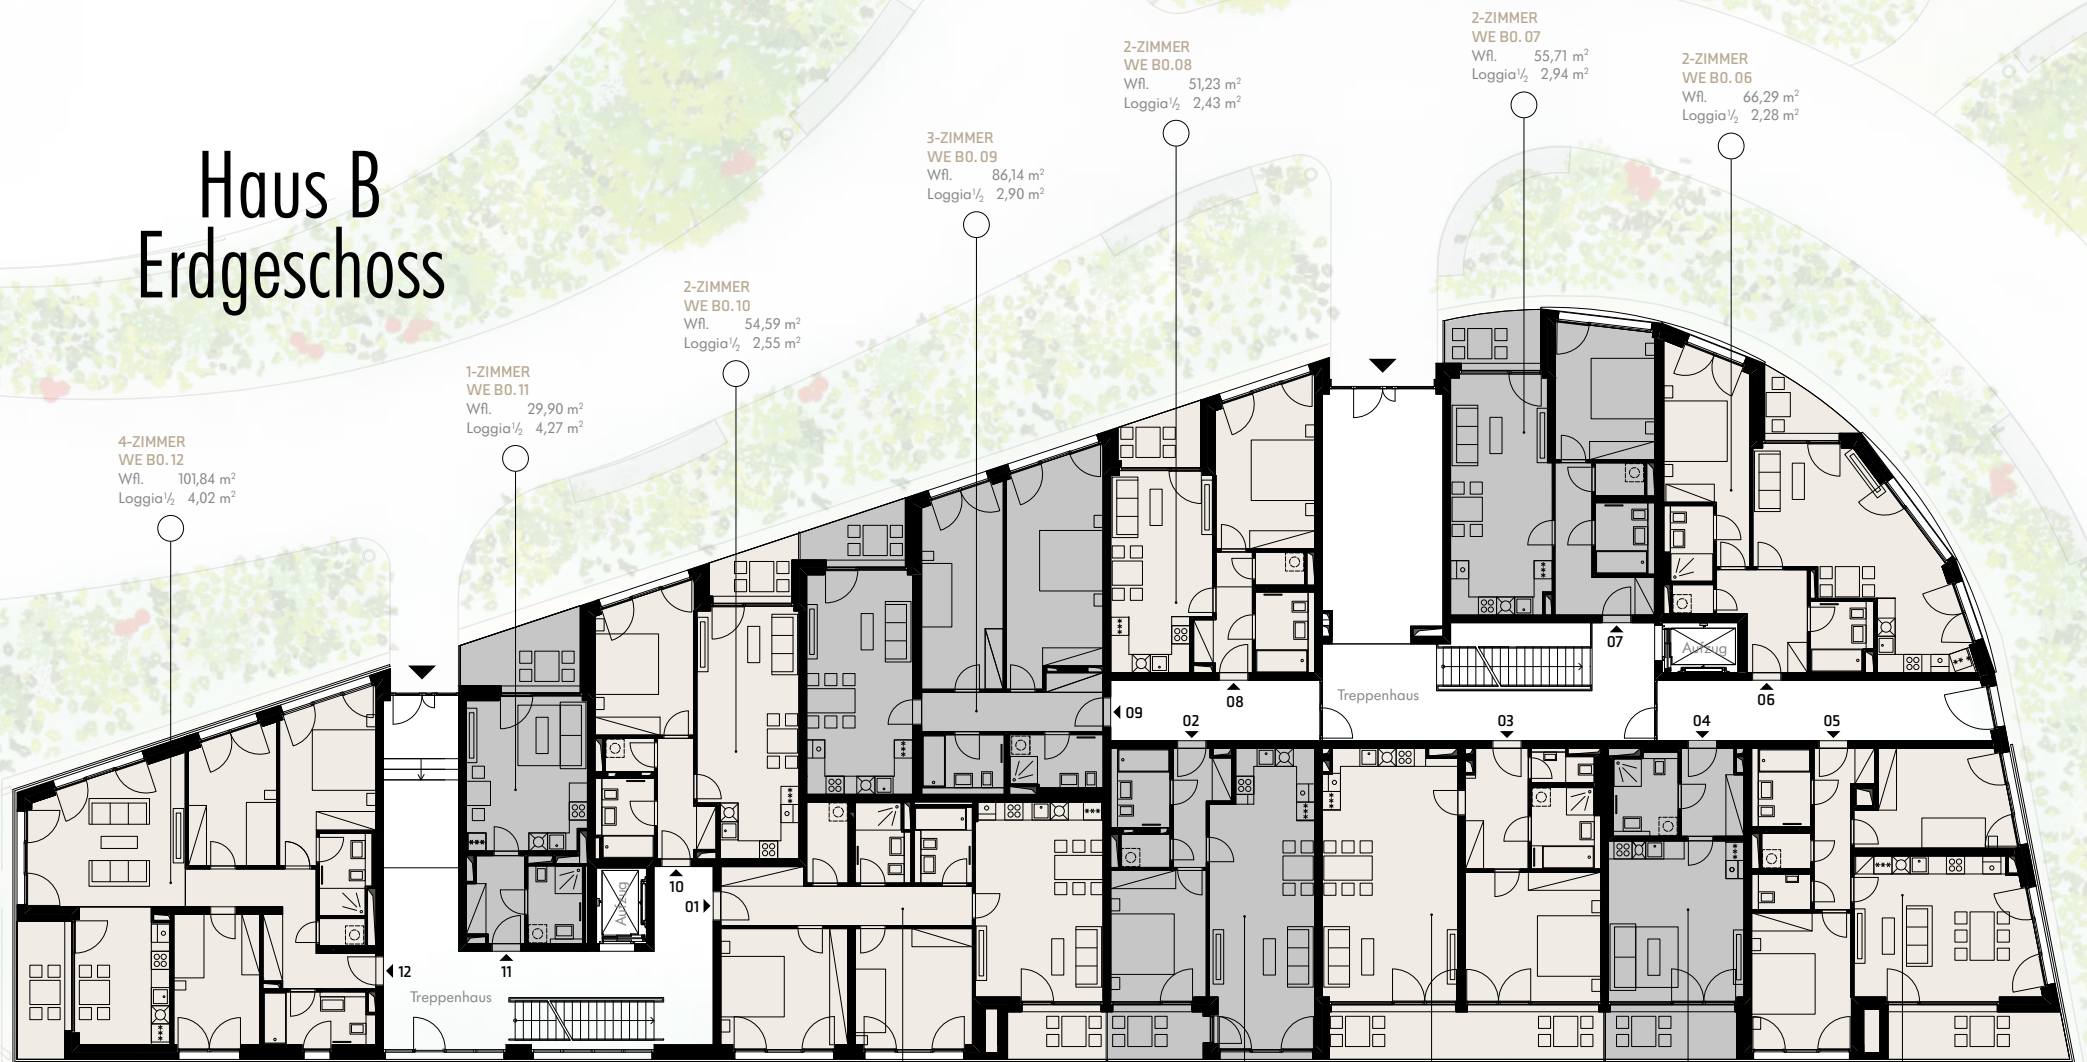 2-ZIMMER
WE B0.07
Wfl. 55,71 m²
Loggia½ 2,94 m²
2-ZIMMER
WE B0.08
Wfl. 51,23 m²
Loggia½ 2,43 m²
2-ZIMMER
WE B0.06
Wfl. 66,29 m²
Loggia½ 2,28 m²
3-ZIMMER
WE B0.09
Wfl. 86,14 m²
Loggia½ 2,90 m²
Haus B
Erdgeschoss
2-ZIMMER
WE B0.10
Wfl. 54,59 m²
Loggia½ 2,55 m²
1-ZIMMER
WE B0.11
Wfl. 29,90 m²
Loggia½ 4,27 m²
4-ZIMMER
WE B0.12
Wfl. 101,84 m²
Loggia½ 4,02 m²
07
Aufzug
Treppenhaus
08
06
09
02
03
04
05
Aufzug
10
01
12
11
Treppenhaus